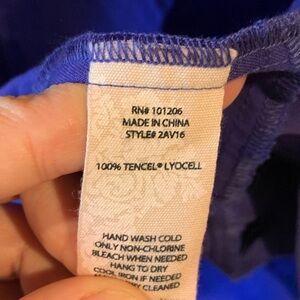 RN# 101206
MADE IN CHINA
STYLE# 2AV16
100% TENCEL® LYOCELL
HAND WASH COLD
ONLY NON-CHLORINE
BLEACH WHEN NEEDED
HANG TO DRY
COOL IRON IF NEEDED